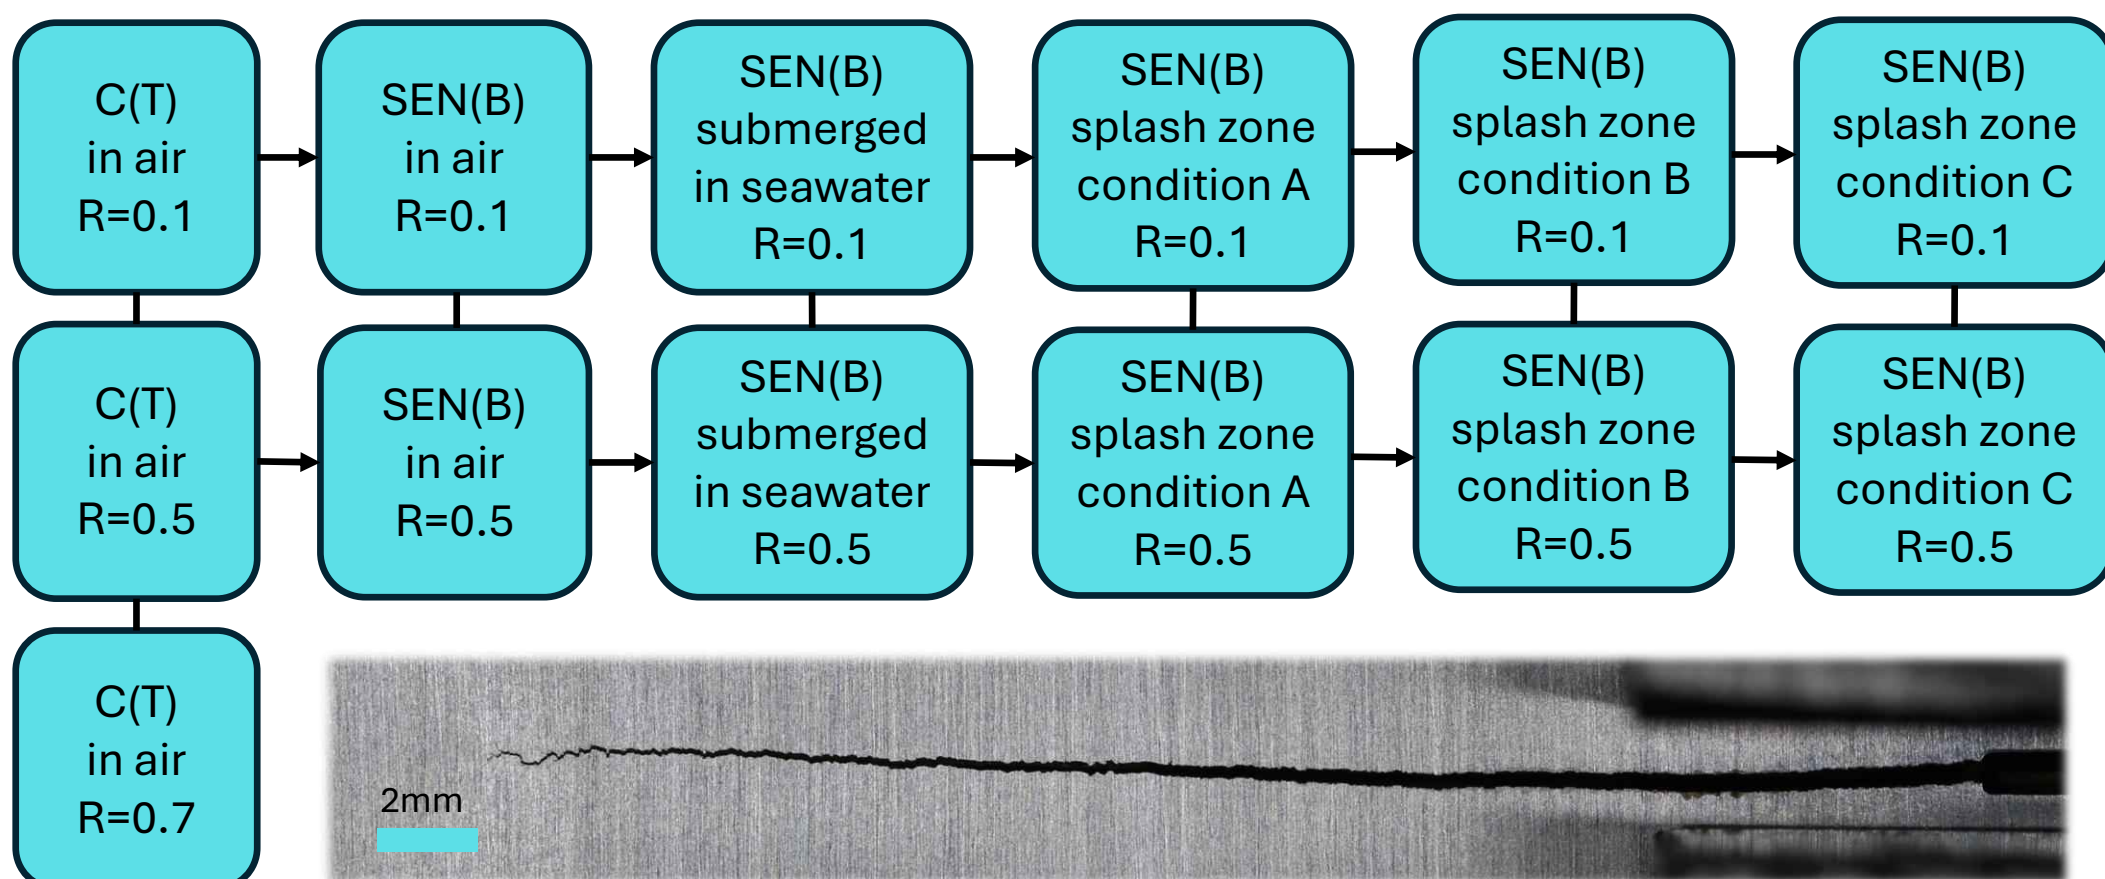 C(T)
in air
R=0.1
SEN(B)
in air
R=0.1
SEN(B)
submerged
in seawater
R=0.1
SEN(B)
splash zone
condition A
R=0.1
SEN(B)
splash zone
condition B
R=0.1
SEN(B)
splash zone
condition C
R=0.1
C(T)
in air
R=0.5
SEN(B)
in air
R=0.5
SEN(B)
submerged
in seawater
R=0.5
SEN(B)
splash zone
condition A
R=0.5
SEN(B)
splash zone
condition B
R=0.5
SEN(B)
splash zone
condition C
R=0.5
C(T)
in air
R=0.7
2mm